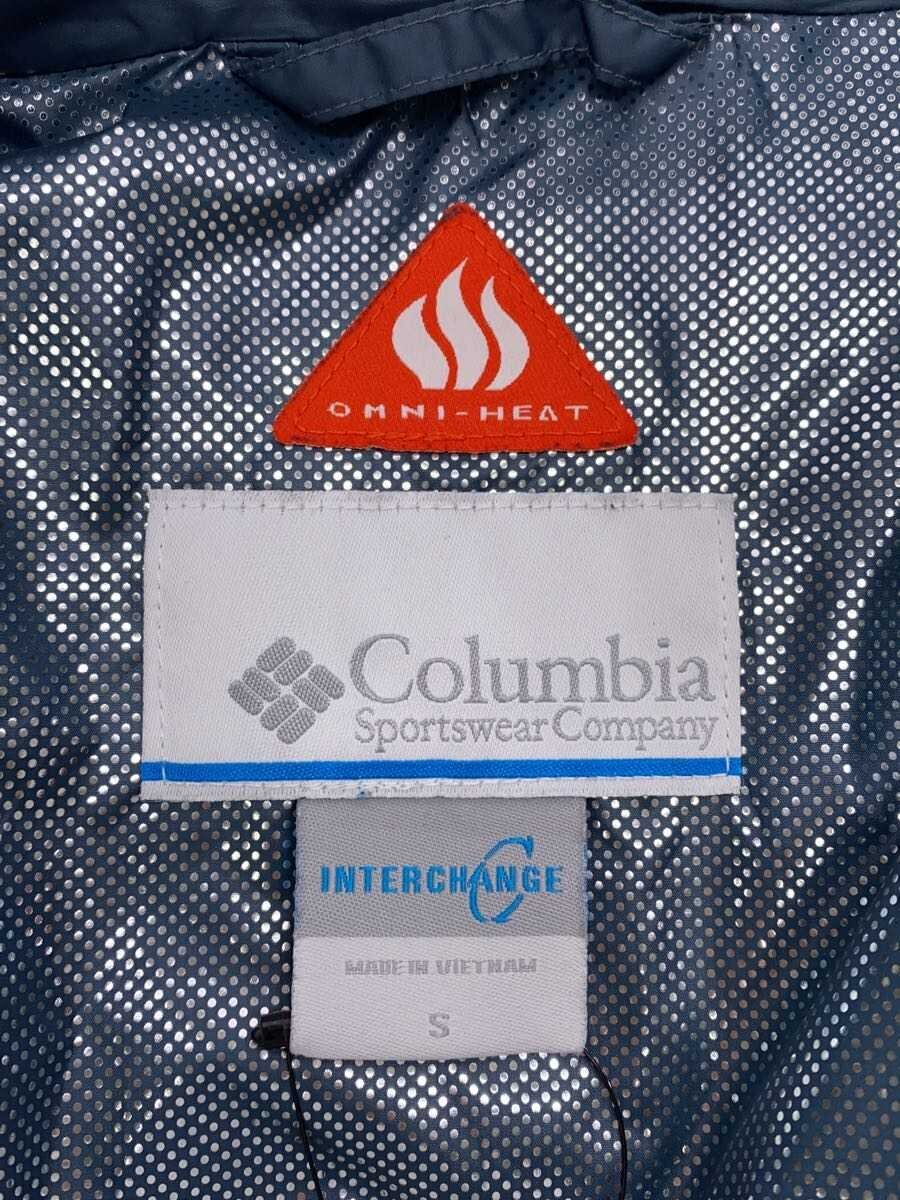 OMNI-HEAT
Columbia
Sportswear Company
INTERCHANGE
MADE IN VIETNAM
S